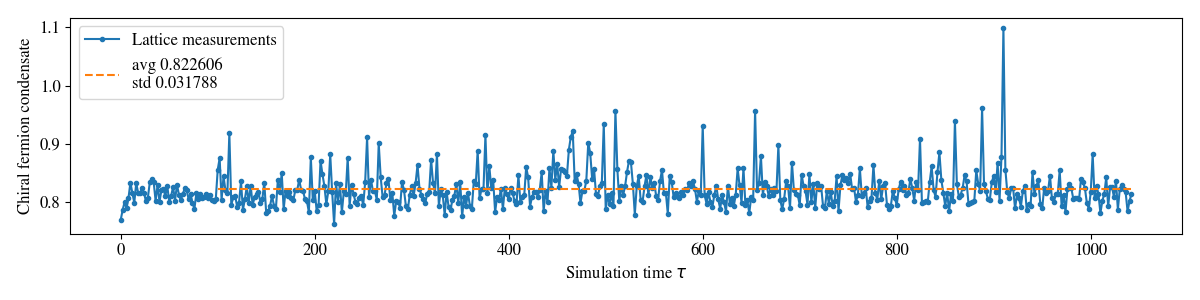 Chiral fermion condensate
1.1
1.0
0.9
0.8
Lattice measurements
avg 0.822606
std 0.031788
0
200
400
600
800
1000
Simulation time τ